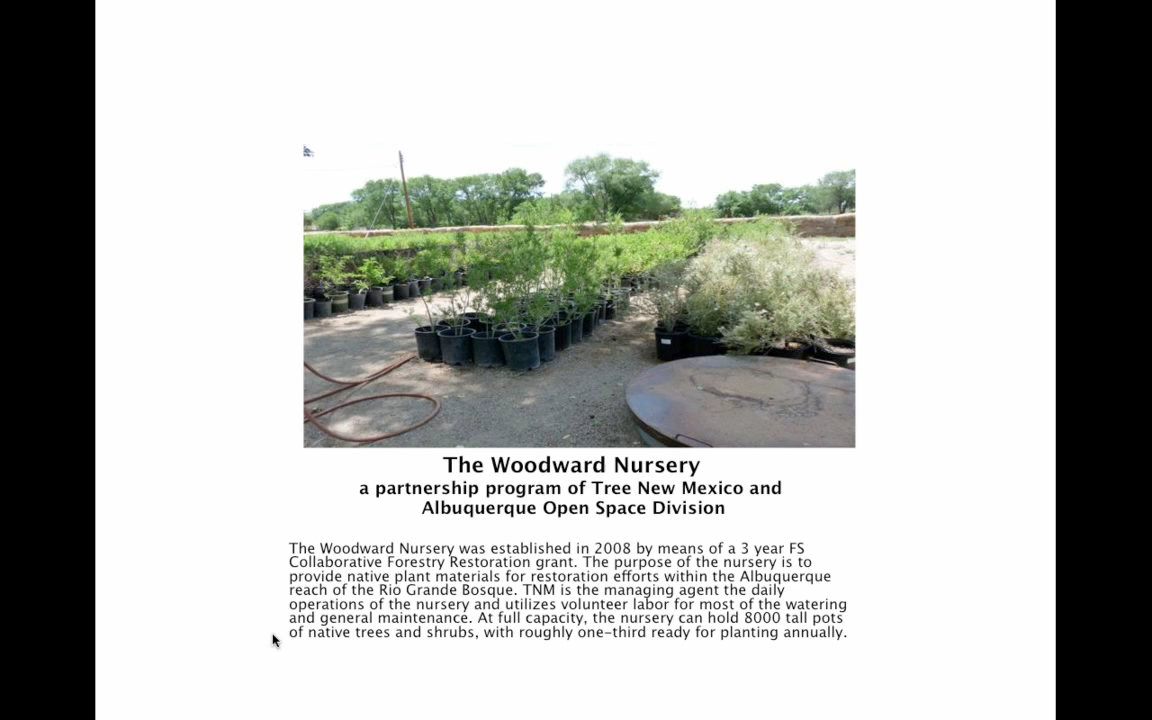 The Woodward Nursery
a partnership program of Tree New Mexico and
Albuquerque Open Space Division
The Woodward Nursery was established in 2008 by means of a 3 year FS
Collaborative Forestry Restoration grant. The purpose of the nursery is to
provide native plant materials for restoration efforts within the Albuquerque
reach of the Rio Grande Bosque. TNM is the managing agent the daily
operations of the nursery and utilizes volunteer labor for most of the watering
and general maintenance. At full capacity, the nursery can hold 8000 tall pots
of native trees and shrubs, with roughly one-third ready for planting annually.